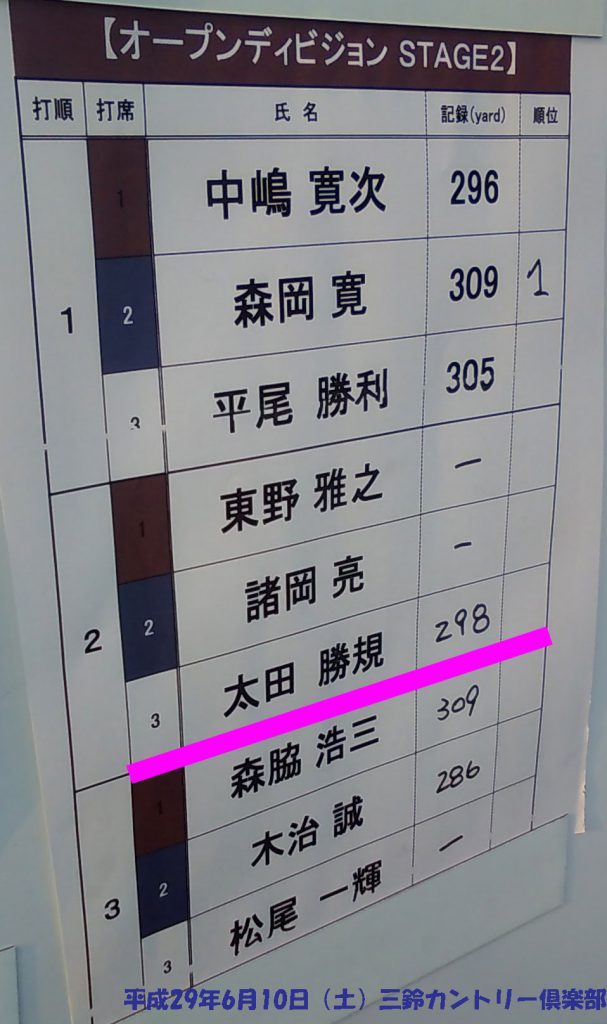 【オープンディビジョン STAGE2】
打順 打席 氏名 記録(yard) 順位
1 1 中嶋 寛次 296
2 森岡 寛 309 1
3 平尾 勝利 305
2 1 東野 雅之 ー
2 諸岡 亮 ー
3 太田 勝規 298
3 1 森脇 浩三 309
2 木治 誠 286
3 松尾 一輝 ー
平成29年6月10日（土）三鈴カントリー倶楽部